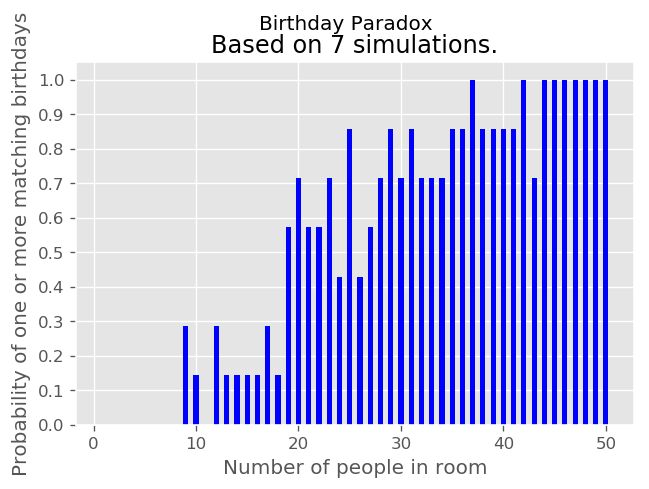 Birthday Paradox
Based on 7 simulations.
Probability of one or more matching birthdays
1.0
0.9
0.8
0.7
0.6
0.5
0.4
0.3
0.2
0.1
0.0
0 10 20 30 40 50
Number of people in room